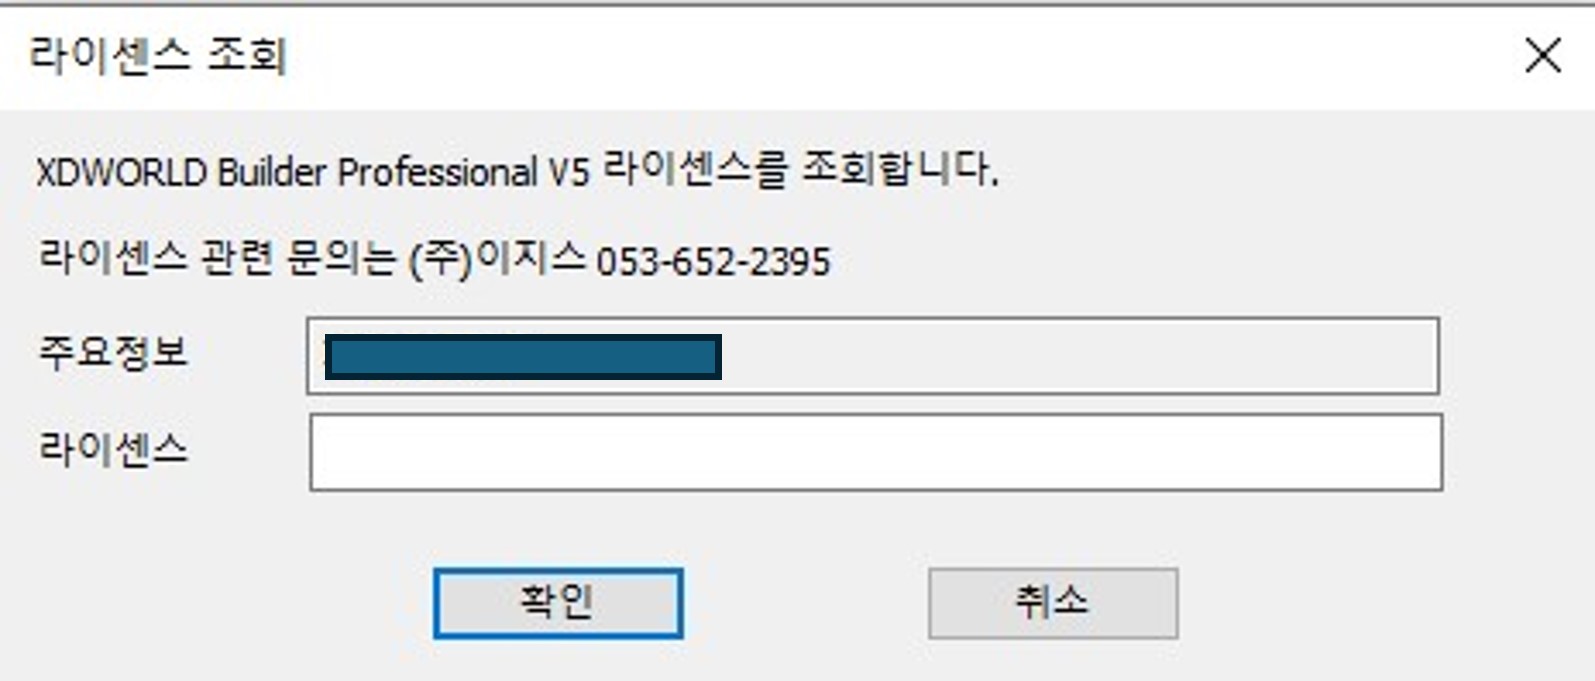 라이센스 조회
XDWORLD Builder Professional V5 라이센스를 조회합니다.
라이센스 관련 문의는 (주)이지스 053-652-2395
주요정보
라이센스
확인 취소